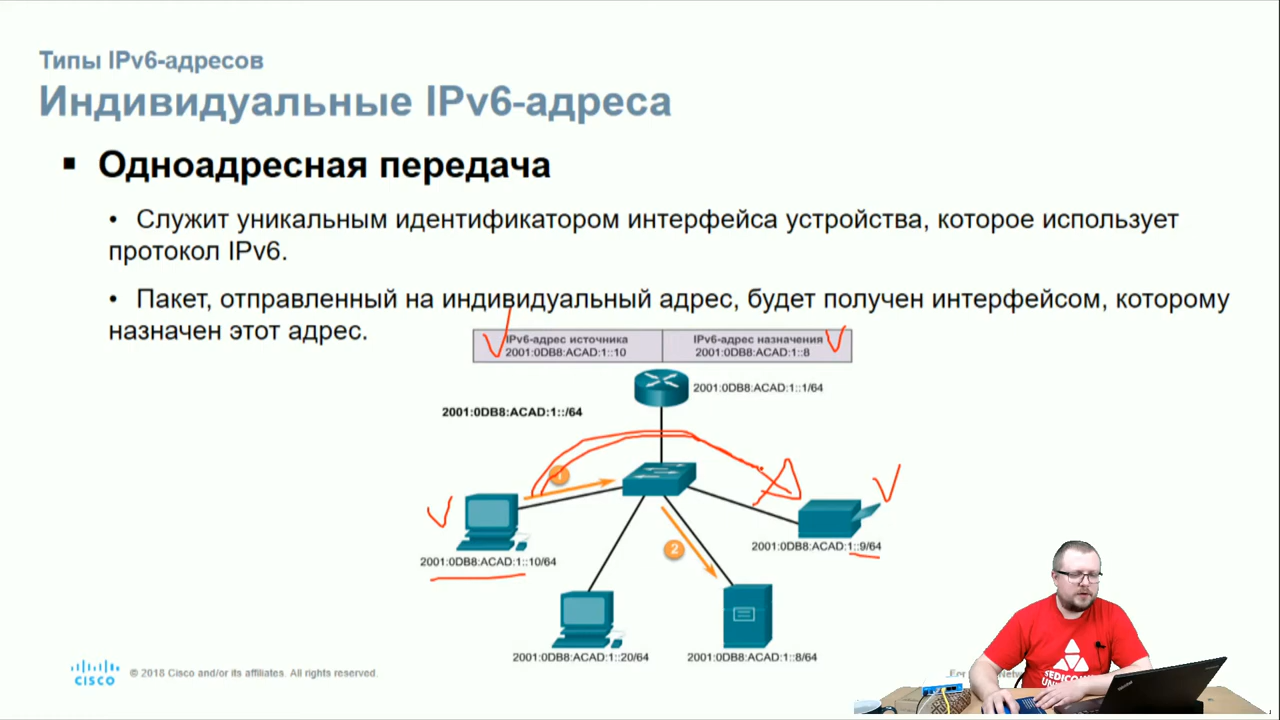 Типы IPv6-адресов
Индивидуальные IPv6-адреса
Одноадресная передача
• Служит уникальным идентификатором интерфейса устройства, которое использует
протокол IPv6.
• Пакет, отправленный на индивидуальный адрес, будет получен интерфейсом, которому
назначен этот адрес.
IPv6-адрес источника
2001:0DB8:ACAD:1::10
IPv6-адрес назначения
2001:0DB8:ACAD:1::8
2001:0DB8:ACAD:1::1/64
2001:0DB8:ACAD:1::/64
1
2001:0DB8:ACAD:1::10/64
2
2001:0DB8:ACAD:1::9/64
2001:0DB8:ACAD:1::20/64
2001:0DB8:ACAD:1::8/64
CISCO
© 2018 Cisco and/or its affiliates. All rights reserved.